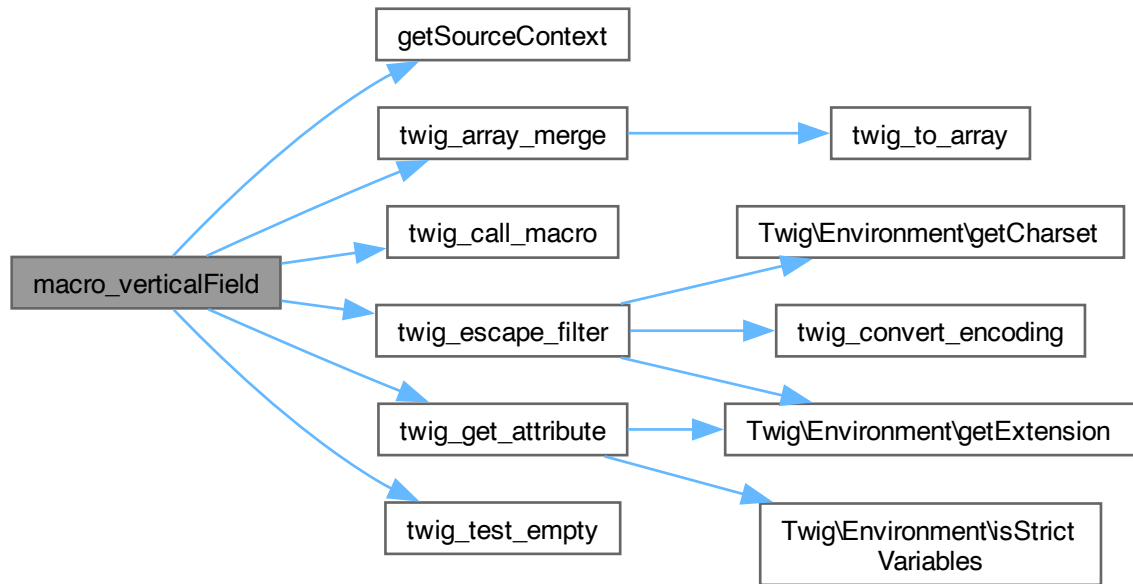 getSourceContext
twig_array_merge
twig_to_array
twig_call_macro
Twig\Environment\getCharset
macro_verticalField
twig_escape_filter
twig_convert_encoding
twig_get_attribute
Twig\Environment\getExtension
twig_test_empty
Twig\Environment\isStrict
Variables